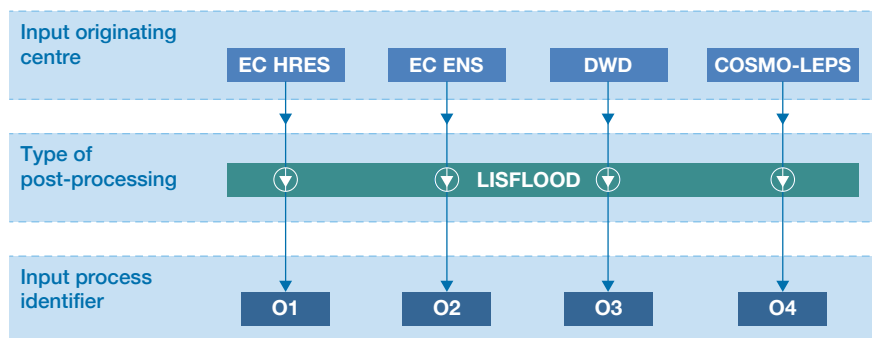 Input originating
centre
EC HRES
EC ENS
DWD
COSMO-LEPS
Type of
post-processing
LISFLOOD
Input process
identifier
O1
O2
O3
O4